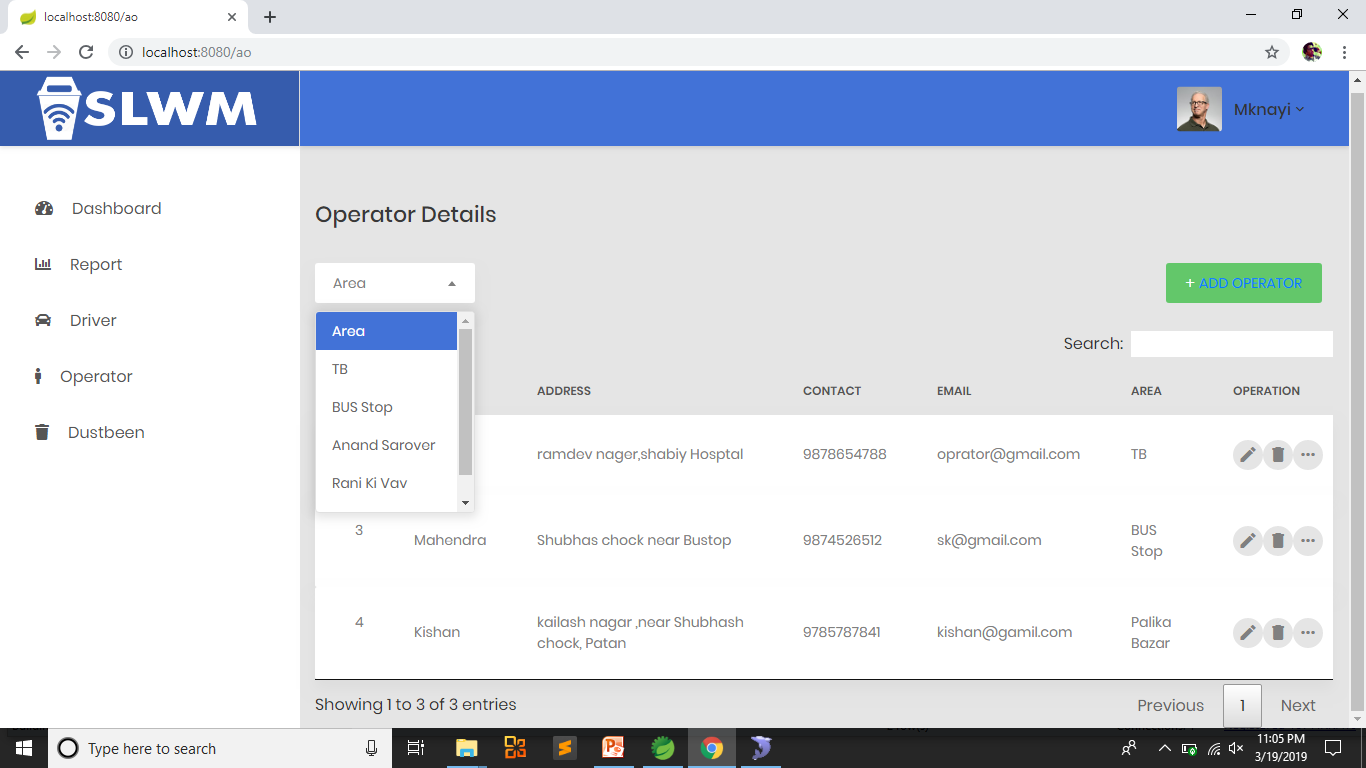 localhost:8080/ao
localhost:8080/ao
SLWM
Mknayi
Dashboard
Report
Driver
Operator
Dustbeen
Operator Details
Area
+ ADD OPERATOR
Area
TB
BUS Stop
Anand Sarover
Rani Ki Vav
Search:
ADDRESS CONTACT EMAIL AREA OPERATION
ramdev nager,shabiy Hosptal 9878654788 oprator@gmail.com TB
3 Mahendra Shubhas chock near Bustop 9874526512 sk@gmail.com BUS
Stop
4 Kishan kailash nagar ,near Shubhash 9785787841 kishan@gamil.com Palika
chock, Patan Bazar
Showing 1 to 3 of 3 entries
Previous 1 Next
Type here to search
11:05 PM
3/19/2019